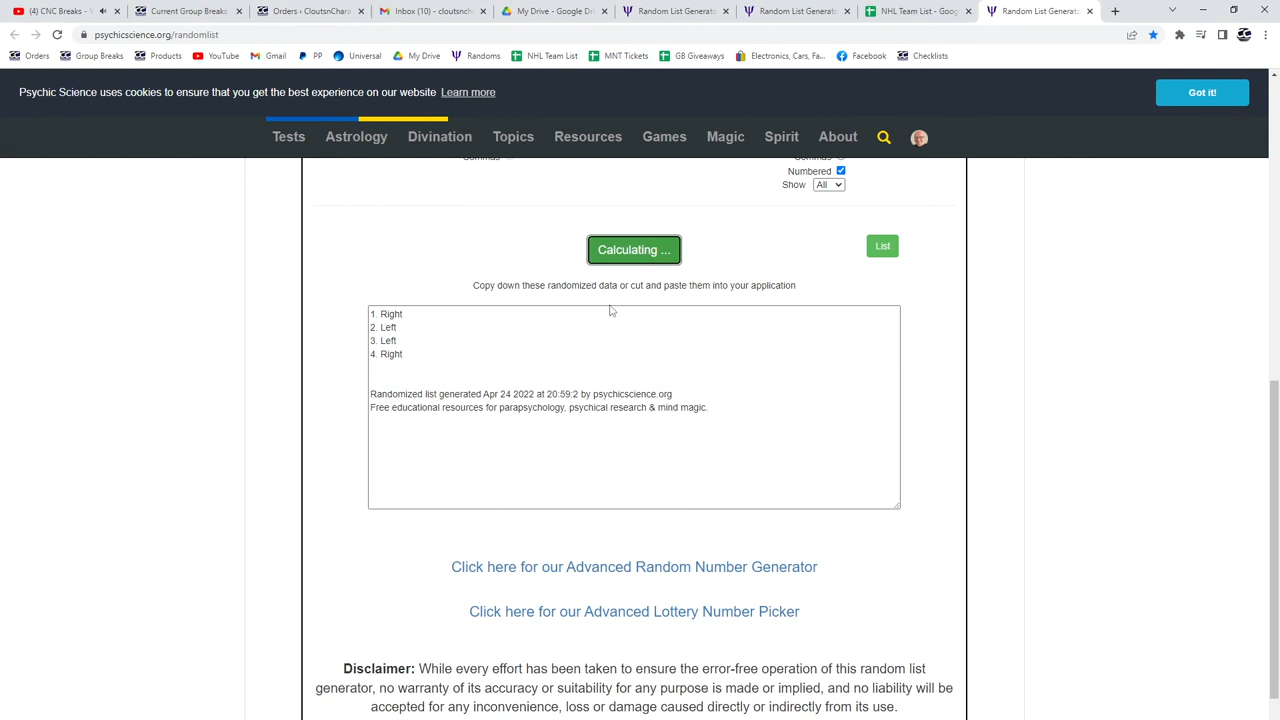 (4) CNC Breaks -
Current Group Breaks
Orders · CloutsnChara
Inbox (10) - cloutsnc
My Drive - Google Dr
Random List Generato
Random List Generato
NHL Team List - Goog
Random List Generato
psychicscience.org/randomlist
Orders
Group Breaks
Products
YouTube
Gmail
PP
Universal
My Drive
Randoms
NHL Team List
MNT Tickets
GB Giveaways
Electronics, Cars, Fa...
Facebook
Checklists
Psychic Science uses cookies to ensure that you get the best experience on our website Learn more
Got it!
Tests Astrology Divination Topics Resources Games Magic Spirit About
Commas
Commas
Numbered
Show All
Calculating ...
List
Copy down these randomized data or cut and paste them into your application
1. Right
2. Left
3. Left
4. Right
Randomized list generated Apr 24 2022 at 20:59:2 by psychicscience.org
Free educational resources for parapsychology, psychical research & mind magic.
Click here for our Advanced Random Number Generator
Click here for our Advanced Lottery Number Picker
Disclaimer: While every effort has been taken to ensure the error-free operation of this random list
generator, no warranty of its accuracy or suitability for any purpose is made or implied, and no liability will be
accepted for any inconvenience, loss or damage caused directly or indirectly from its use.